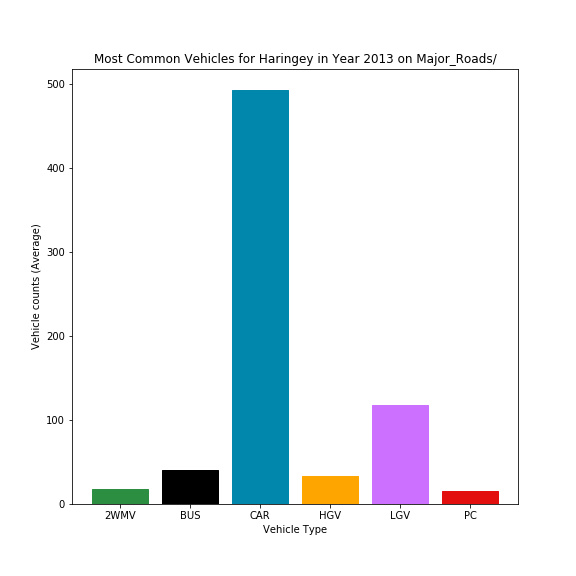 Most Common Vehicles for Haringey in Year 2013 on Major_Roads/
500
400
300
200
100
0
Vehicle counts (Average)
2WMV BUS CAR HGV LGV PC
Vehicle Type